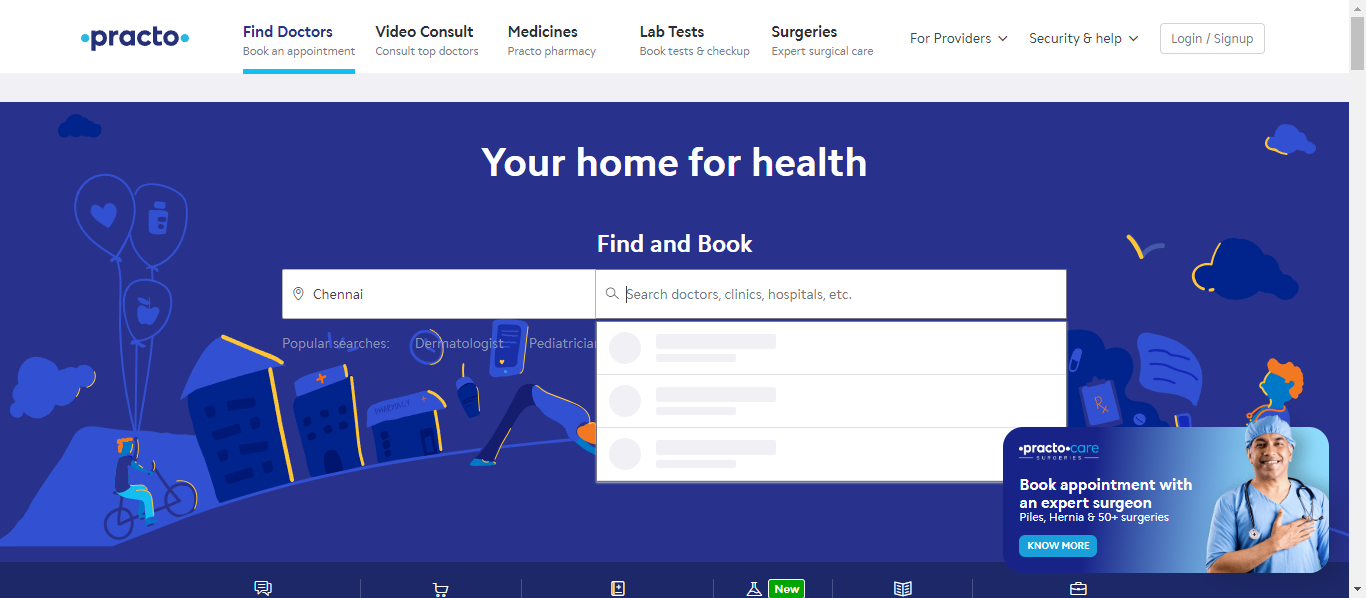 practo
Find Doctors
Book an appointment
Video Consult
Consult top doctors
Medicines
Practo pharmacy
Lab Tests
Book tests & checkup
Surgeries
Expert surgical care
For Providers
Security & help
Login / Signup
Your home for health
Find and Book
Chennai
Search doctors, clinics, hospitals, etc.
Popular searches:
Dermatologist
Pediatrician
PHARMACY
Rx
practo care
SURGERIES
Book appointment with
an expert surgeon
Piles, Hernia & 50+ surgeries
KNOW MORE
New